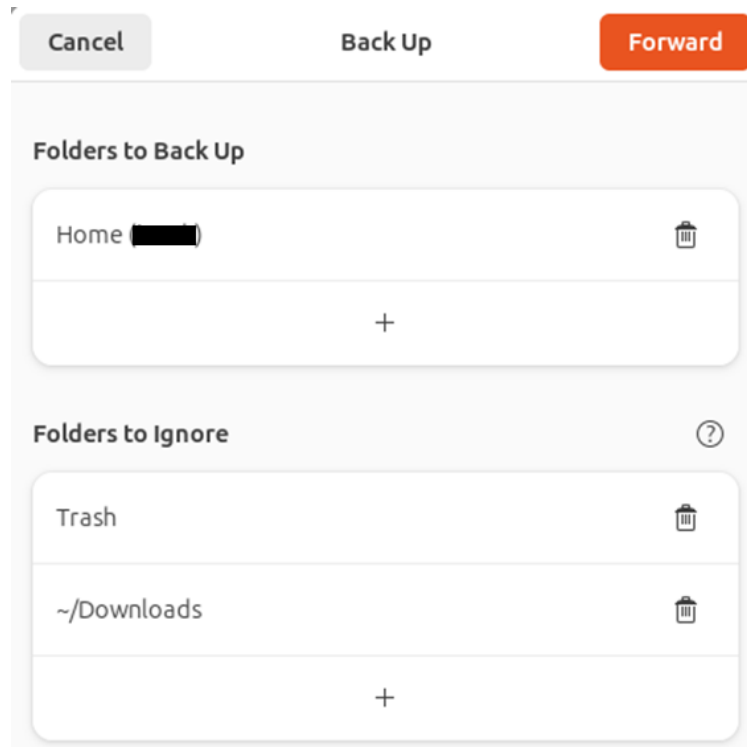 Cancel Back Up Forward
Folders to Back Up
Home ( )
+
Folders to Ignore ?
Trash
~/Downloads
+